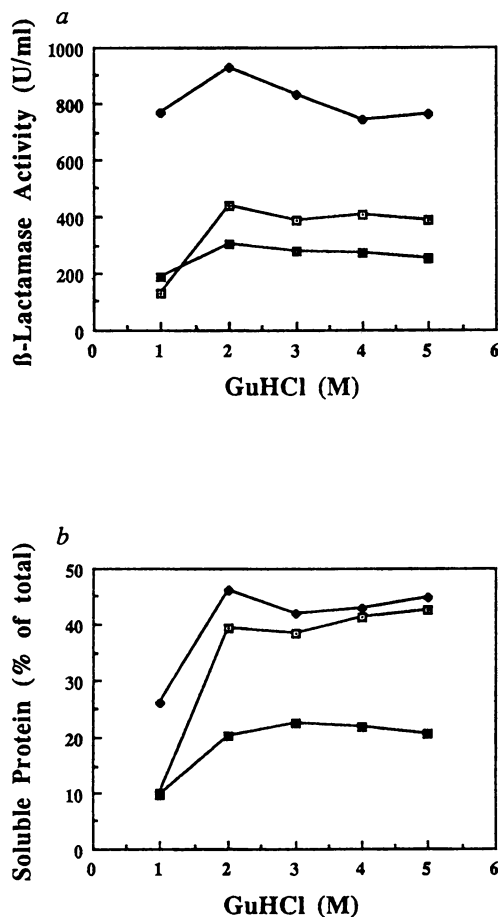 a
ß-Lactamase Activity (U/ml)
1000
800
600
400
200
0
0 1 2 3 4 5 6
GuHCl (M)
b
Soluble Protein (% of total)
50
40
30
20
10
0
0 1 2 3 4 5 6
GuHCl (M)